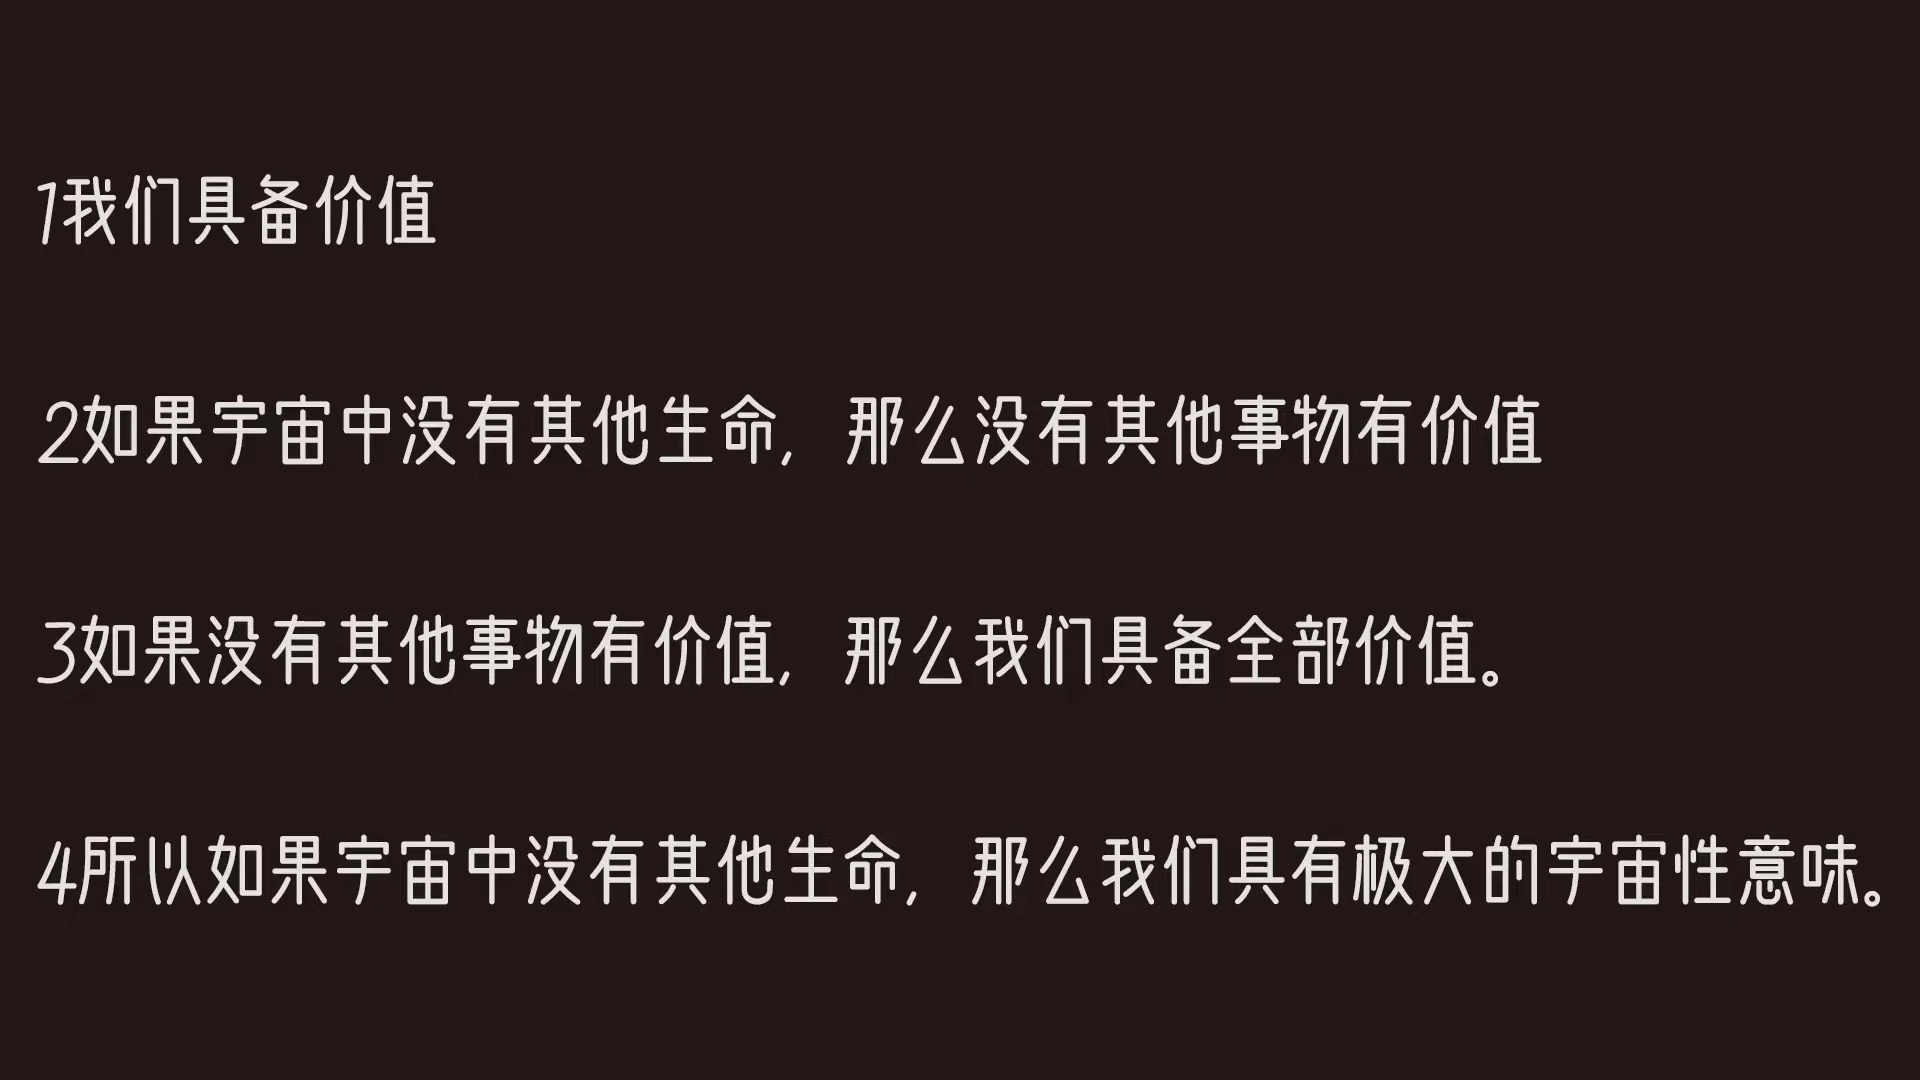 1我们具备价值
2如果宇宙中没有其他生命，那么没有其他事物有价值
3如果没有其他事物有价值，那么我们具备全部价值。
4所以如果宇宙中没有其他生命，那么我们具有极大的宇宙性意味。